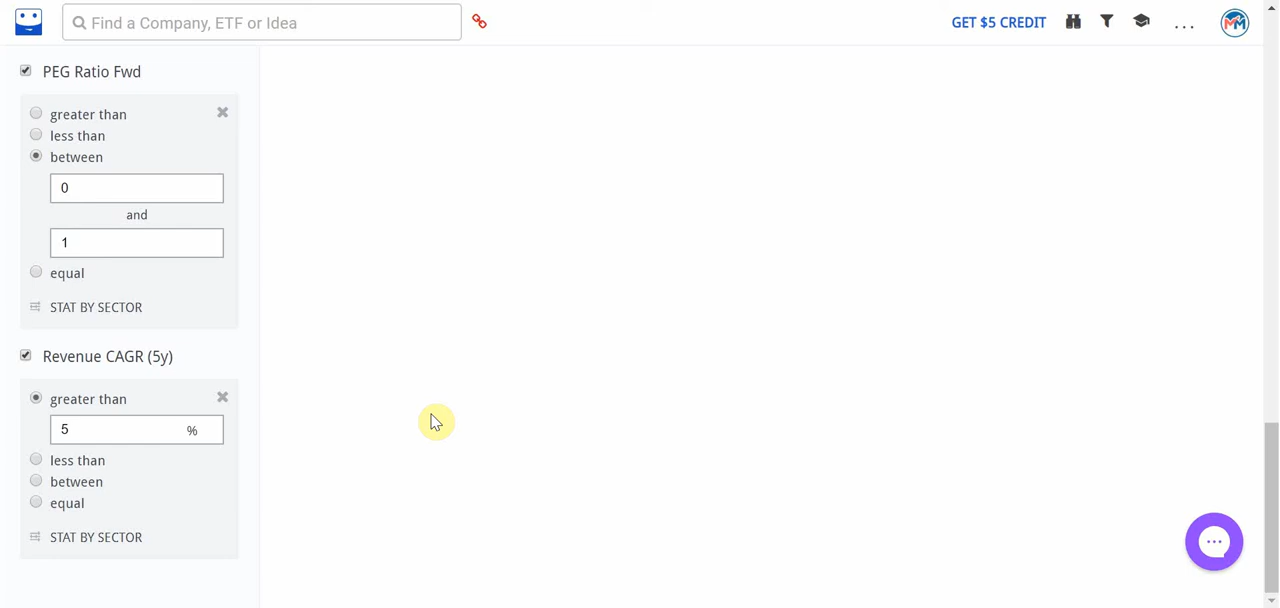 Find a Company, ETF or Idea
GET $5 CREDIT
...
PEG Ratio Fwd
greater than
less than
between
0
and
1
equal
STAT BY SECTOR
Revenue CAGR (5y)
greater than
5 %
less than
between
equal
STAT BY SECTOR